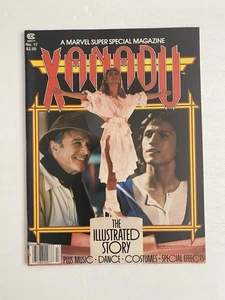 A MARVEL SUPER SPECIAL MAGAZINE
No. 17
$2.00
XANADU
THE
ILLUSTRATED
STORY
PLUS MUSIC • DANCE • COSTUMES • SPECIAL EFFECTS